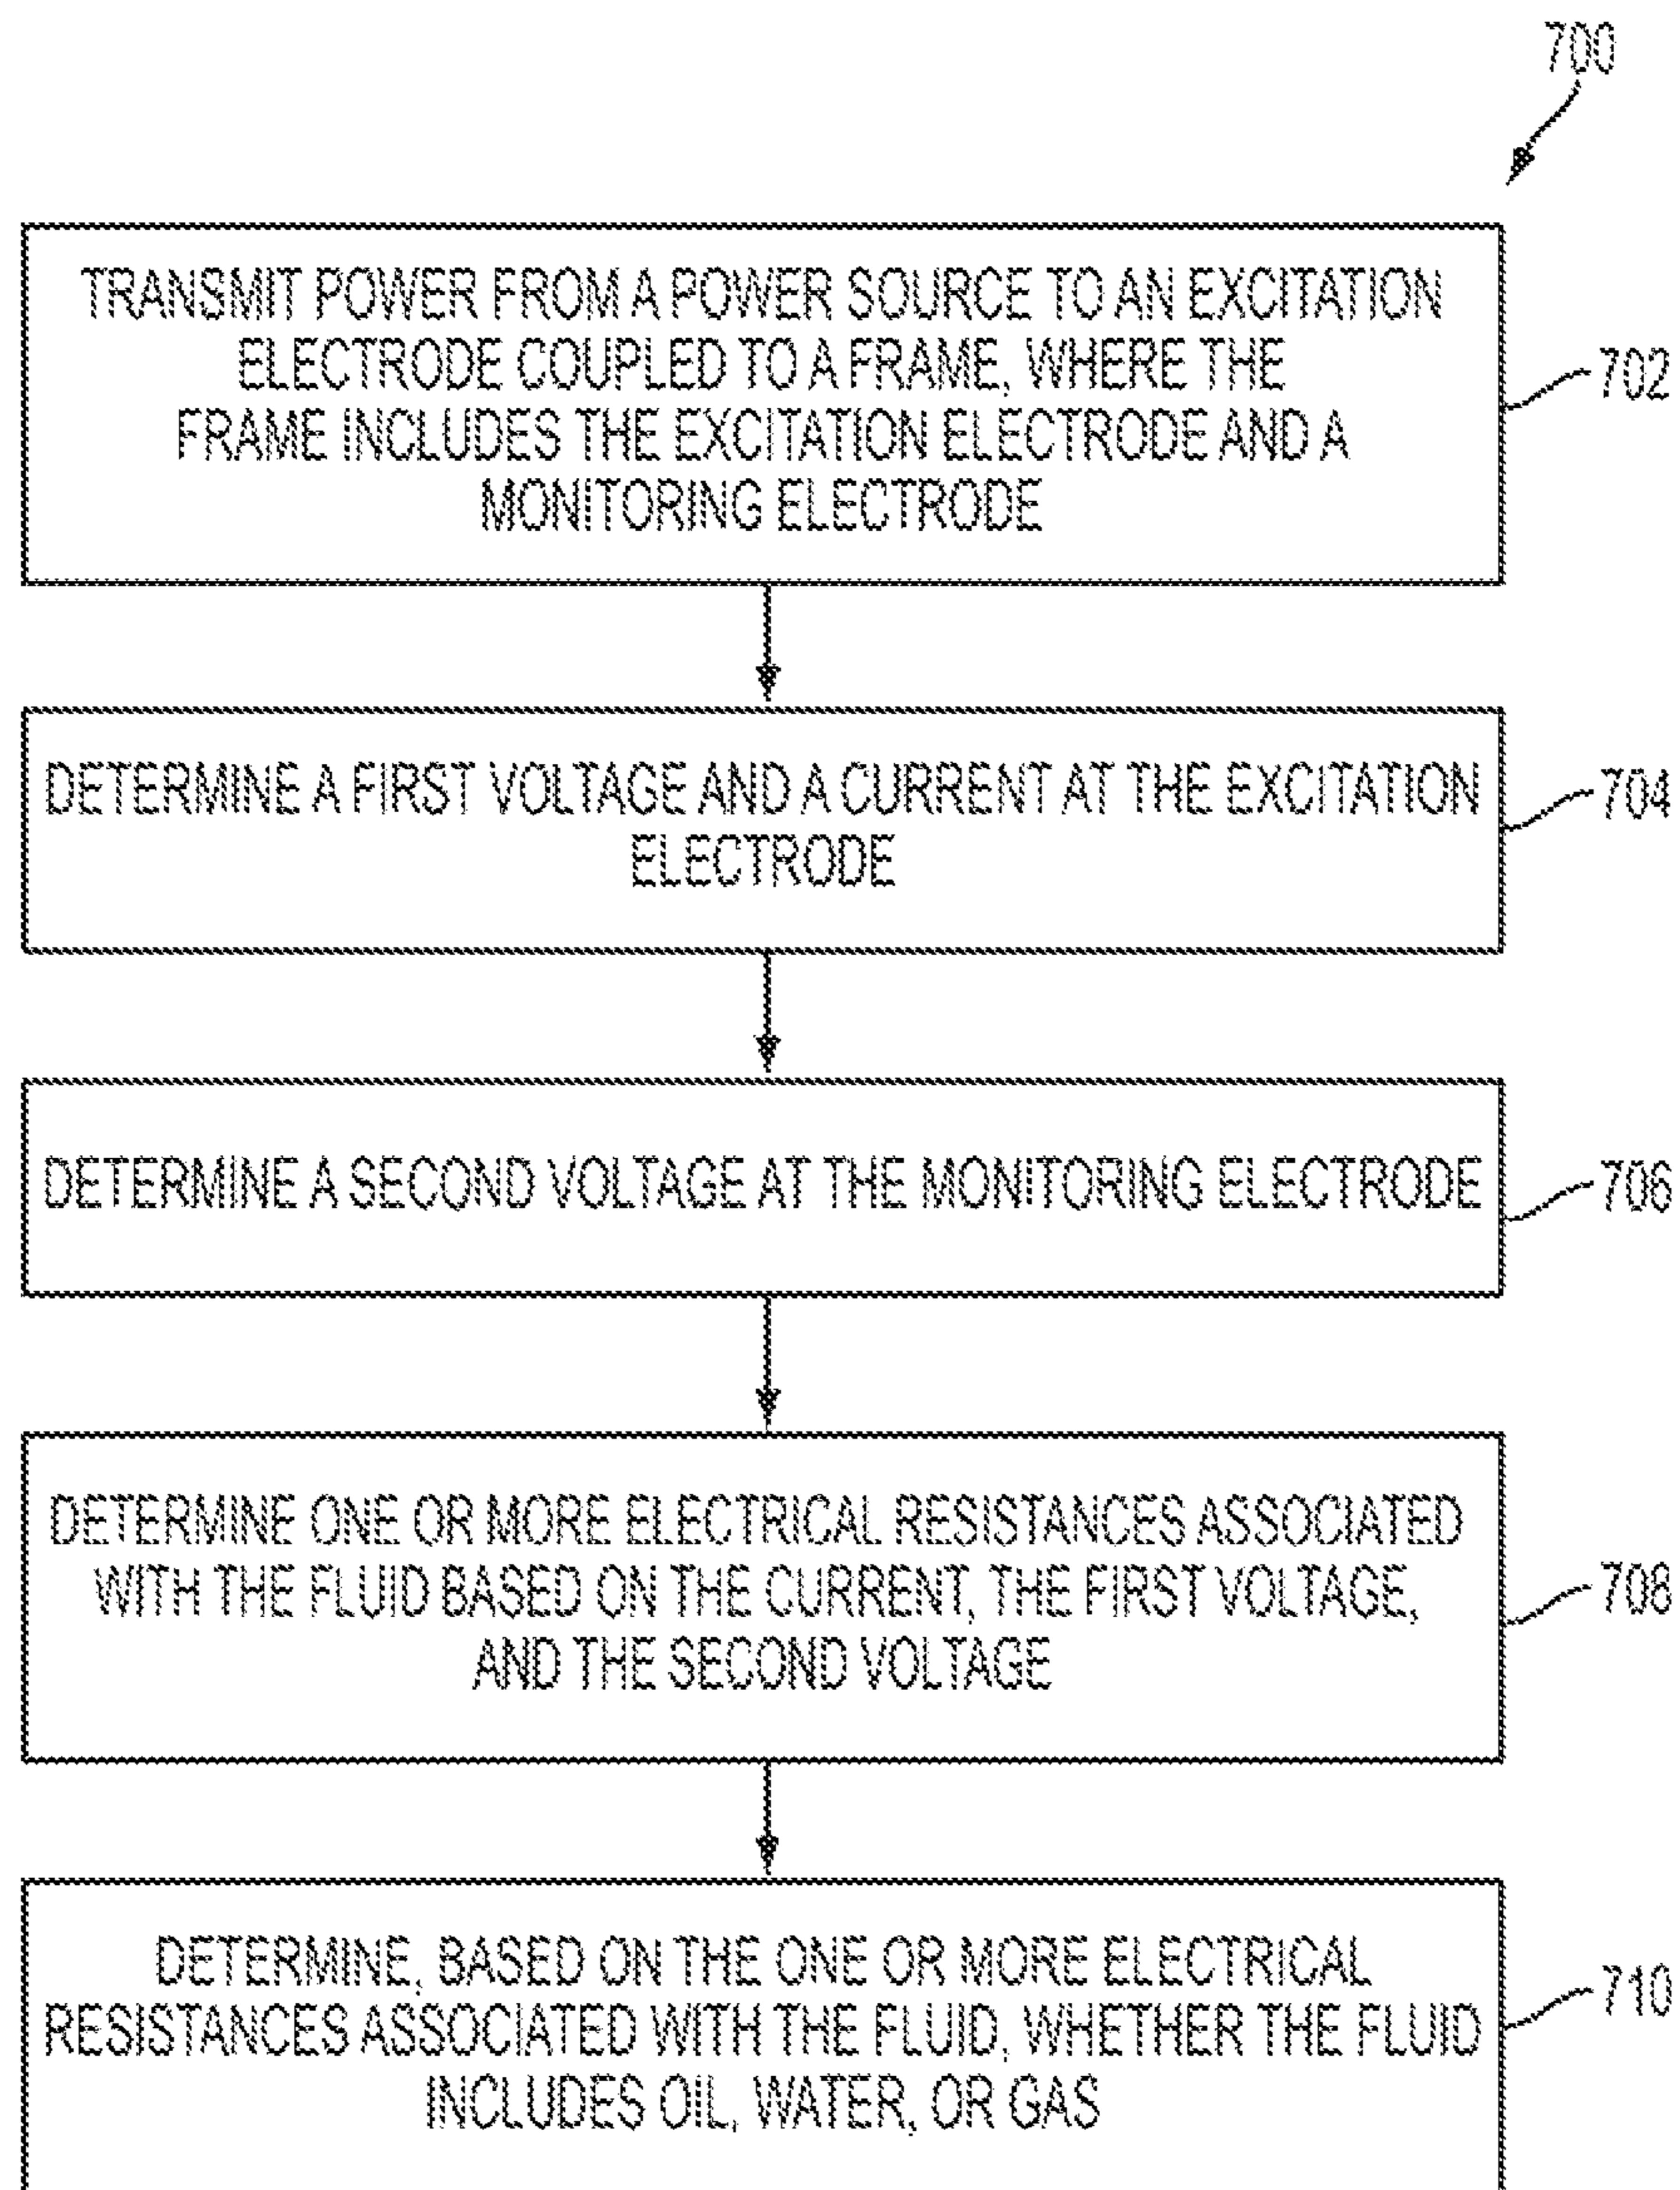 700
TRANSMIT POWER FROM A POWER SOURCE TO AN EXCITATION
ELECTRODE COUPLED TO A FRAME, WHERE THE
FRAME INCLUDES THE EXCITATION ELECTRODE AND A
MONITORING ELECTRODE
702
DETERMINE A FIRST VOLTAGE AND A CURRENT AT THE EXCITATION
ELECTRODE
704
DETERMINE A SECOND VOLTAGE AT THE MONITORING ELECTRODE
706
DETERMINE ONE OR MORE ELECTRICAL RESISTANCES ASSOCIATED
WITH THE FLUID BASED ON THE CURRENT, THE FIRST VOLTAGE,
AND THE SECOND VOLTAGE
708
DETERMINE, BASED ON THE ONE OR MORE ELECTRICAL
RESISTANCES ASSOCIATED WITH THE FLUID, WHETHER THE FLUID
INCLUDES OIL, WATER, OR GAS
710